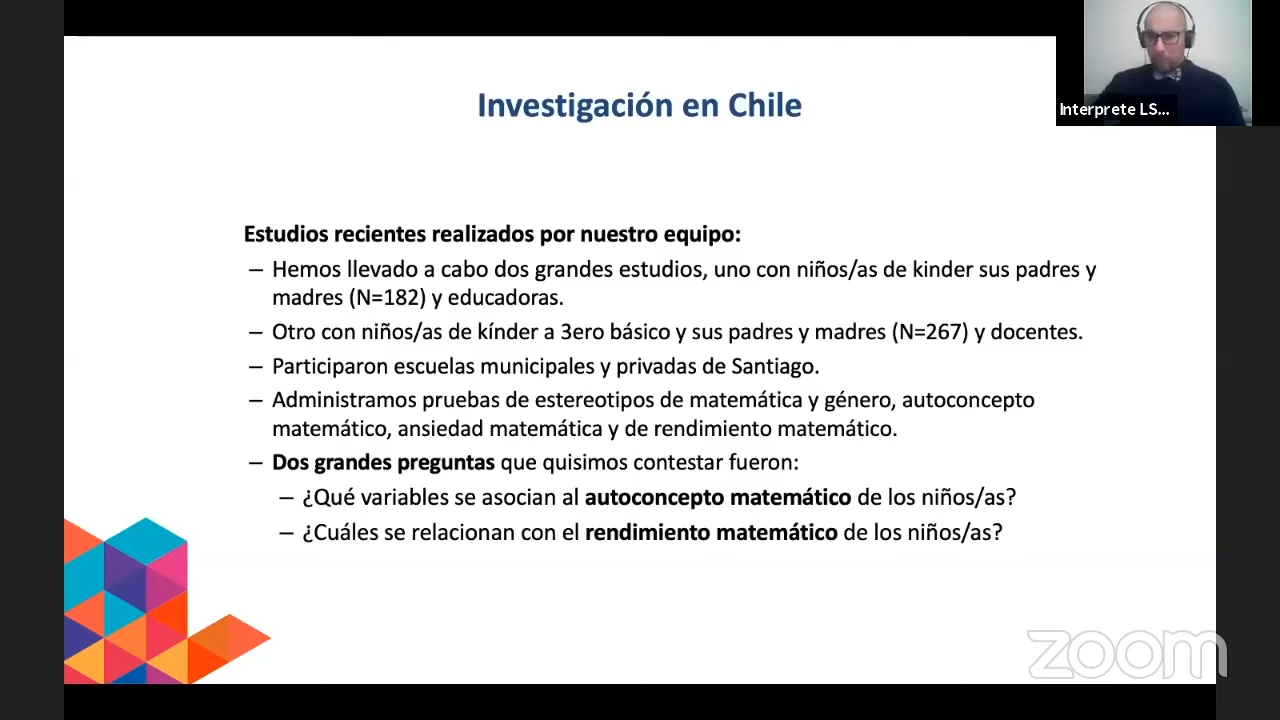 Investigación en Chile
Interprete LS...
Estudios recientes realizados por nuestro equipo:
– Hemos llevado a cabo dos grandes estudios, uno con niños/as de kinder sus padres y
madres (N=182) y educadoras.
– Otro con niños/as de kínder a 3ero básico y sus padres y madres (N=267) y docentes.
– Participaron escuelas municipales y privadas de Santiago.
– Administramos pruebas de estereotipos de matemática y género, autoconcepto
matemático, ansiedad matemática y de rendimiento matemático.
– Dos grandes preguntas que quisimos contestar fueron:
– ¿Qué variables se asocian al autoconcepto matemático de los niños/as?
– ¿Cuáles se relacionan con el rendimiento matemático de los niños/as?
zoom